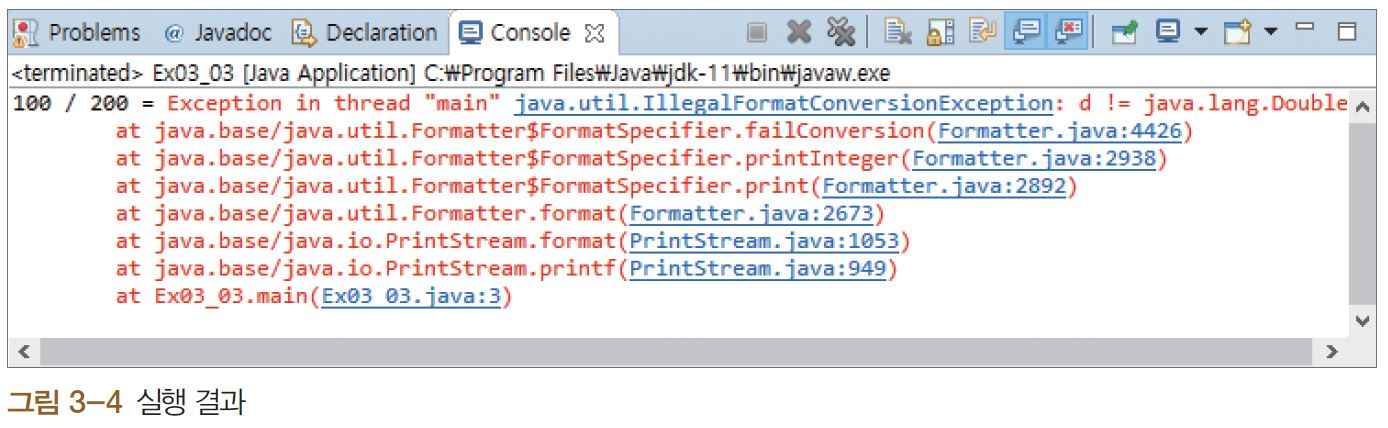 Problems @ Javadoc Declaration Console
<terminated> Ex03_03 [Java Application] C:₩Program Files₩Java₩jdk-11₩bin₩javaw.exe
100 / 200 = Exception in thread "main" java.util.IllegalFormatConversionException: d != java.lang.Double
at java.base/java.util.Formatter$FormatSpecifier.failConversion(Formatter.java:4426)
at java.base/java.util.Formatter$FormatSpecifier.printInteger(Formatter.java:2938)
at java.base/java.util.Formatter$FormatSpecifier.print(Formatter.java:2892)
at java.base/java.util.Formatter.format(Formatter.java:2673)
at java.base/java.io.PrintStream.format(PrintStream.java:1053)
at java.base/java.io.PrintStream.printf(PrintStream.java:949)
at Ex03_03.main(Ex03_03.java:3)
그림 3-4 실행 결과